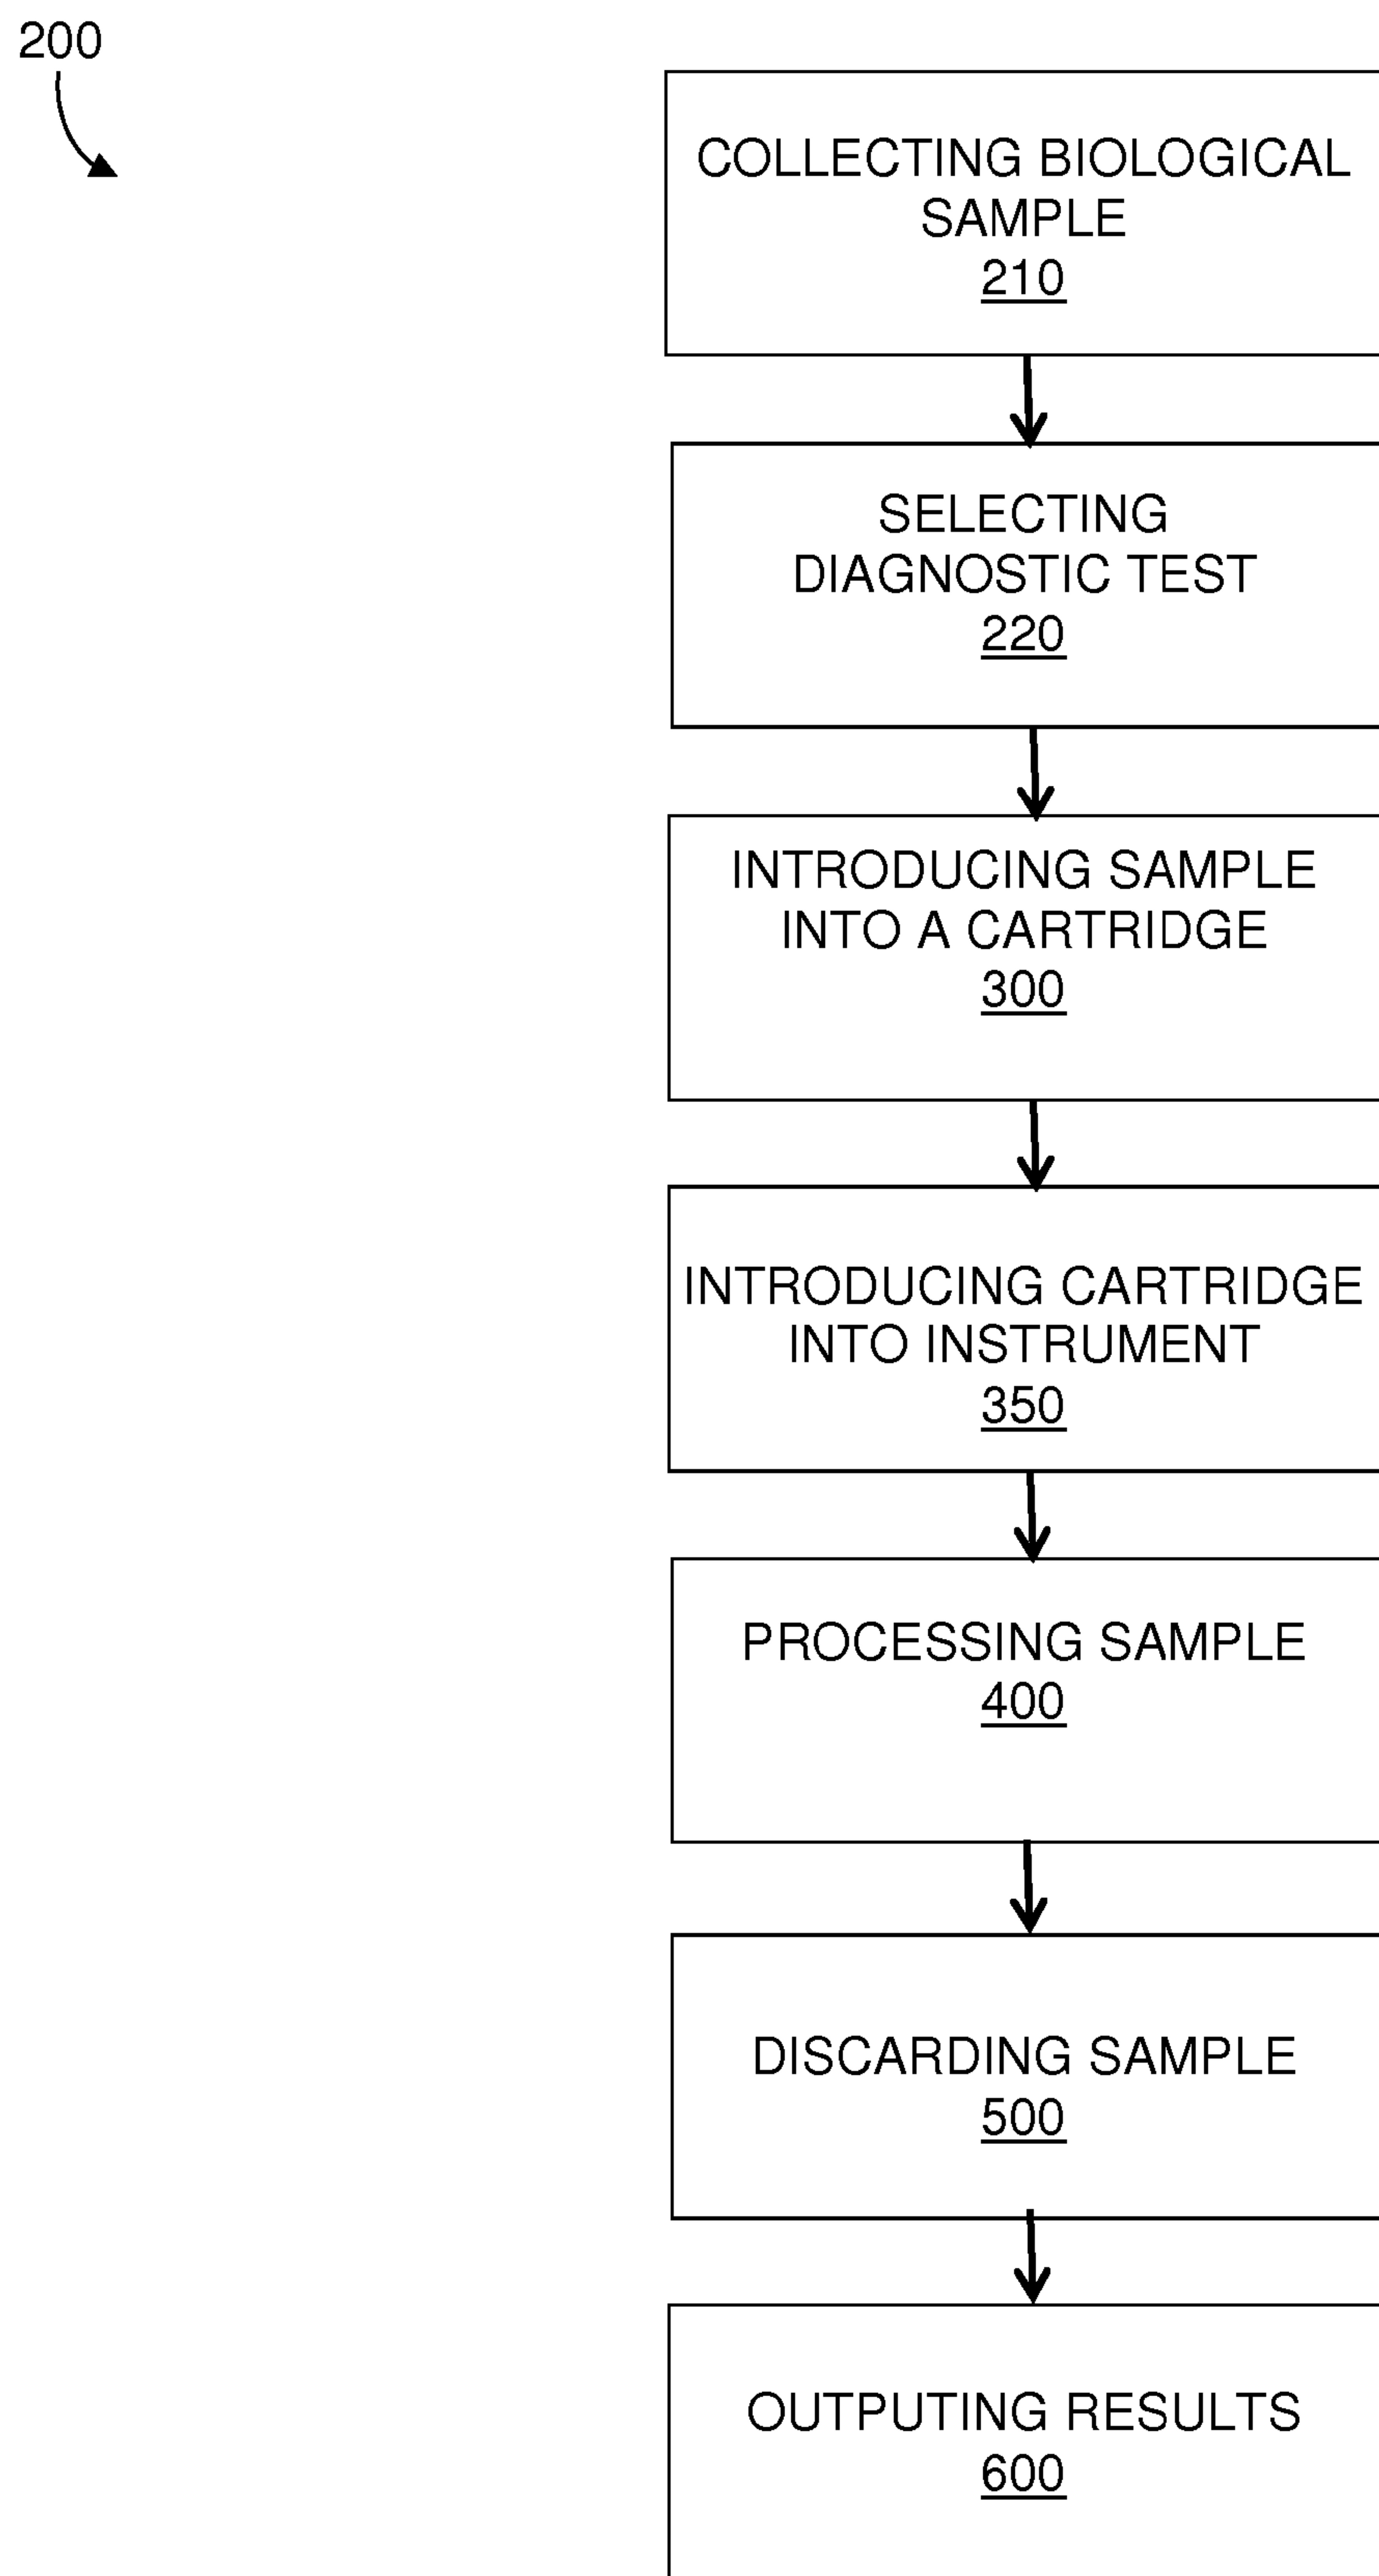 200
COLLECTING BIOLOGICAL
SAMPLE
210
SELECTING
DIAGNOSTIC TEST
220
INTRODUCING SAMPLE
INTO A CARTRIDGE
300
INTRODUCING CARTRIDGE
INTO INSTRUMENT
350
PROCESSING SAMPLE
400
DISCARDING SAMPLE
500
OUTPUTING RESULTS
600